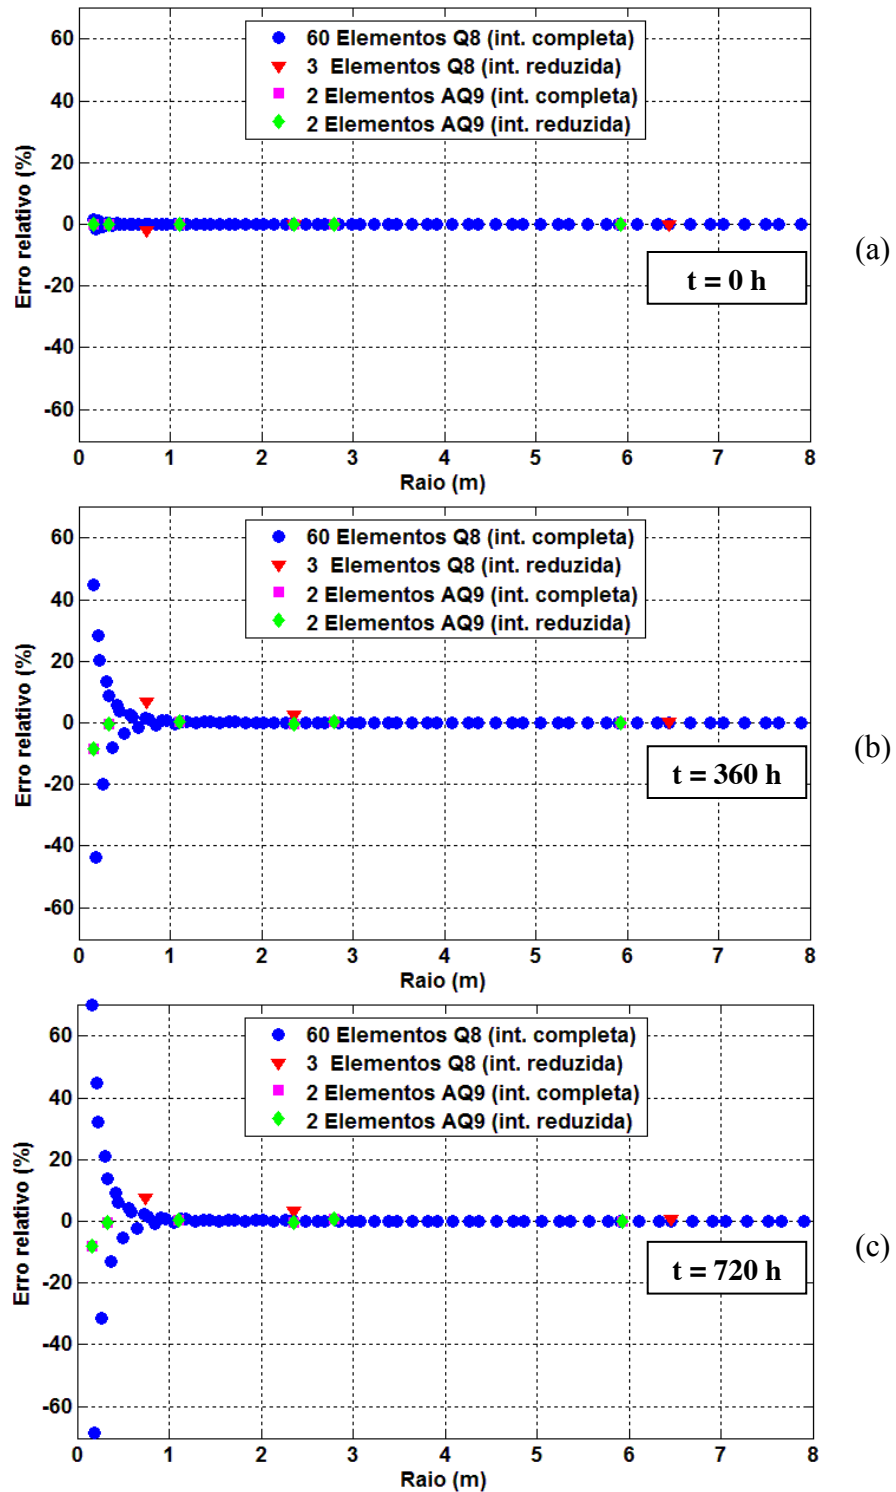 60
40
20
0
-20
-40
-60
Erro relativo (%)
60 Elementos Q8 (int. completa)
3 Elementos Q8 (int. reduzida)
2 Elementos AQ9 (int. completa)
2 Elementos AQ9 (int. reduzida)
t = 0 h
(a)
0 1 2 3 4 5 6 7 8
Raio (m)
60
40
20
0
-20
-40
-60
Erro relativo (%)
60 Elementos Q8 (int. completa)
3 Elementos Q8 (int. reduzida)
2 Elementos AQ9 (int. completa)
2 Elementos AQ9 (int. reduzida)
t = 360 h
(b)
0 1 2 3 4 5 6 7 8
Raio (m)
60
40
20
0
-20
-40
-60
Erro relativo (%)
60 Elementos Q8 (int. completa)
3 Elementos Q8 (int. reduzida)
2 Elementos AQ9 (int. completa)
2 Elementos AQ9 (int. reduzida)
t = 720 h
(c)
0 1 2 3 4 5 6 7 8
Raio (m)